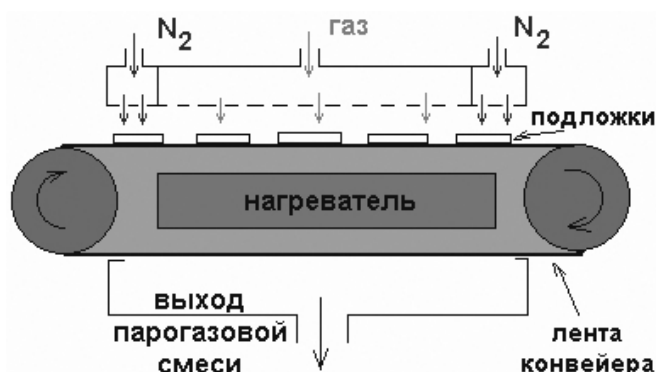 N₂
газ
N₂
подложки
нагреватель
выход
парогазовой
смеси
лента
конвейера